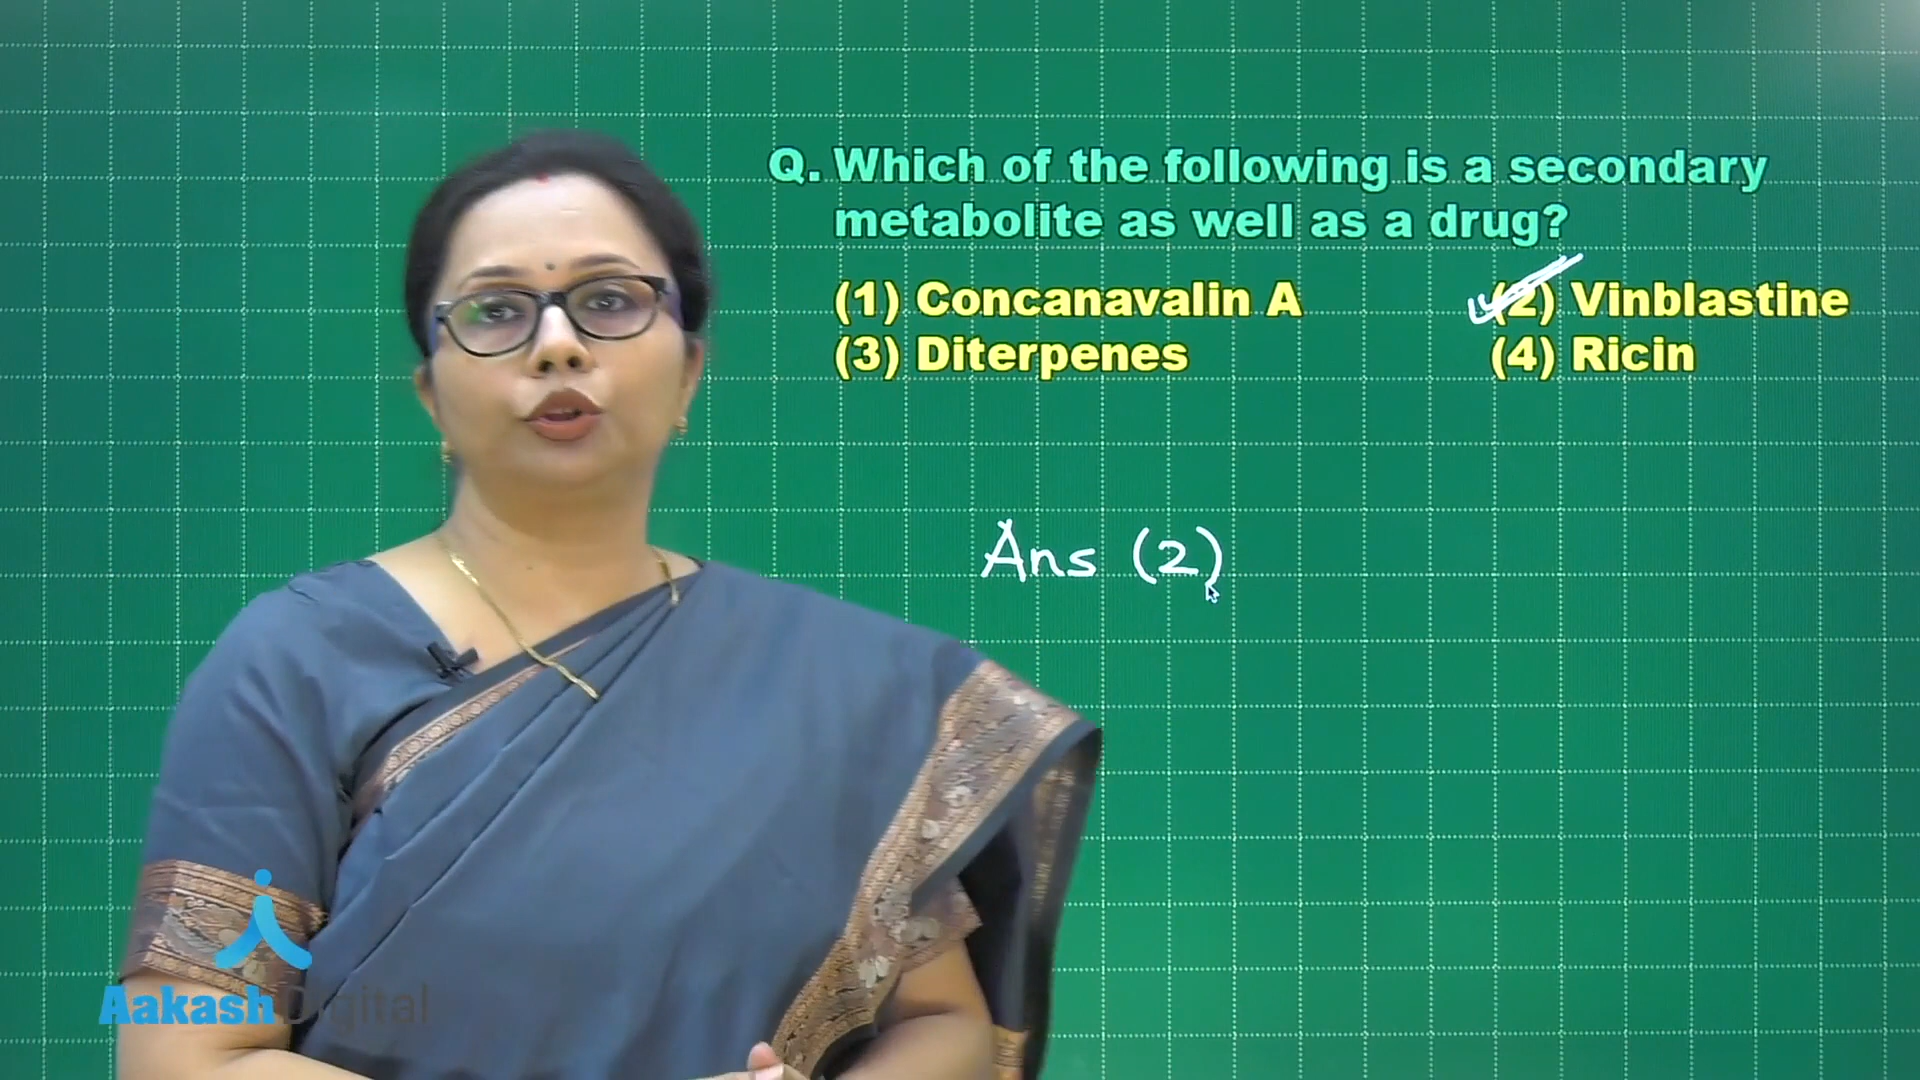 Q. Which of the following is a secondary
metabolite as well as a drug?
(1) Concanavalin A (2) Vinblastine
(3) Diterpenes (4) Ricin
Ans (2)
Aakash Digital